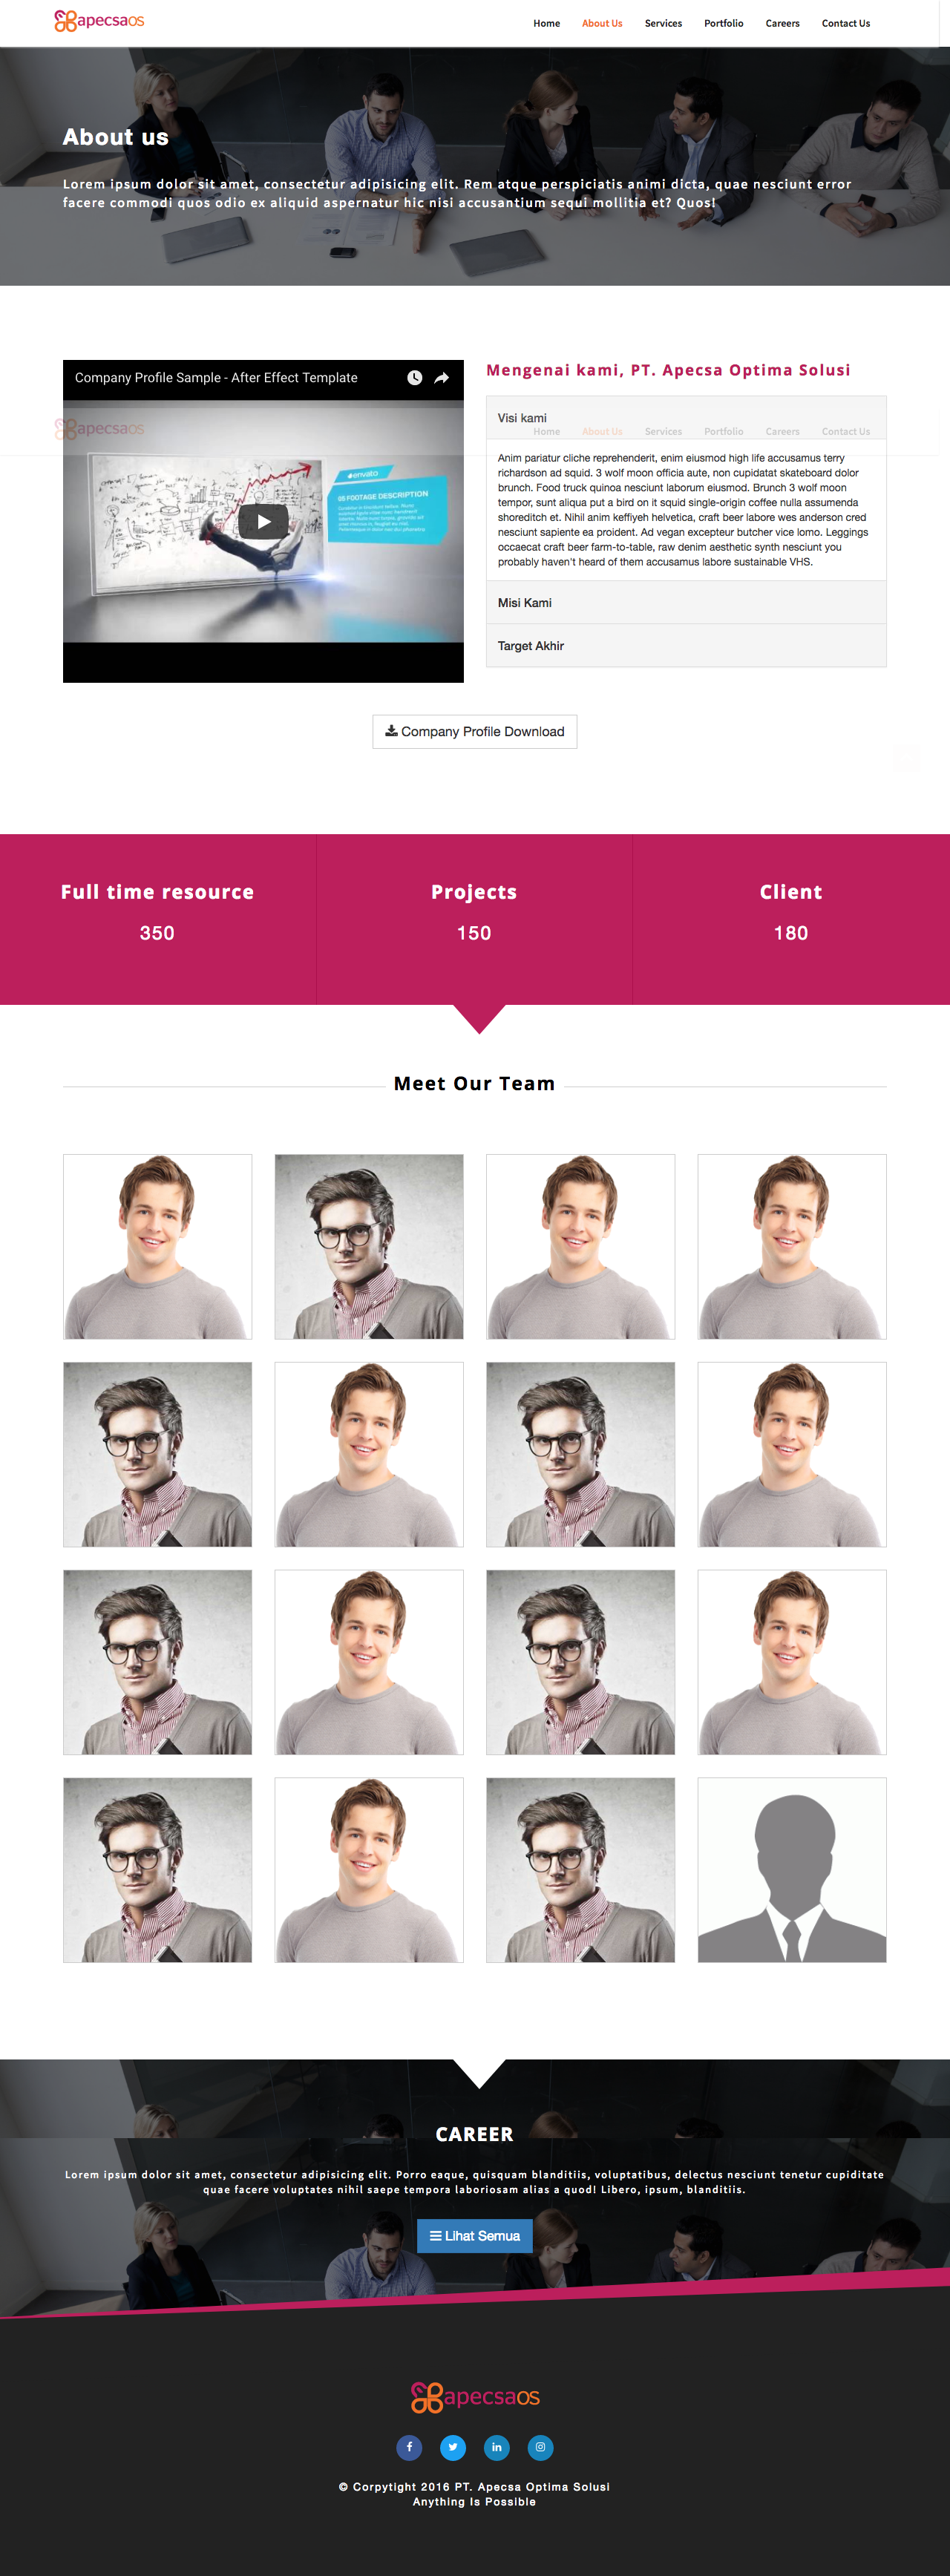 apecsaos
Home About Us Services Portfolio Careers Contact Us
About us
Lorem ipsum dolor sit amet, consectetur adipisicing elit. Rem atque perspiciatis animi dicta, quae nesciunt error
facere commodi quos odio ex aliquid aspernatur hic nisi accusantium sequi mollitia et? Quos!
Company Profile Sample - After Effect Template
apecsaos
envato
05 FOOTAGE DESCRIPTION
Mengenai kami, PT. Apecsa Optima Solusi
Visi kami
Home About Us Services Portfolio Careers Contact Us
Anim pariatur cliche reprehenderit, enim eiusmod high life accusamus terry
richardson ad squid. 3 wolf moon officia aute, non cupidatat skateboard dolor
brunch. Food truck quinoa nesciunt laborum eiusmod. Brunch 3 wolf moon
tempor, sunt aliqua put a bird on it squid single-origin coffee nulla assumenda
shoreditch et. Nihil anim keffiyeh helvetica, craft beer labore wes anderson cred
nesciunt sapiente ea proident. Ad vegan excepteur butcher vice lomo. Leggings
occaecat craft beer farm-to-table, raw denim aesthetic synth nesciunt you
probably haven't heard of them accusamus labore sustainable VHS.
Misi Kami
Target Akhir
Company Profile Download
Full time resource
350
Projects
150
Client
180
Meet Our Team
CAREER
Lorem ipsum dolor sit amet, consectetur adipisicing elit. Porro eaque, quisquam blanditiis, voluptatibus, delectus nesciunt tenetur cupiditate
quae facere voluptates nihil saepe tempora laboriosam alias a quod! Libero, ipsum, blanditiis.
Lihat Semua
apecsaos
© Corpytight 2016 PT. Apecsa Optima Solusi
Anything Is Possible